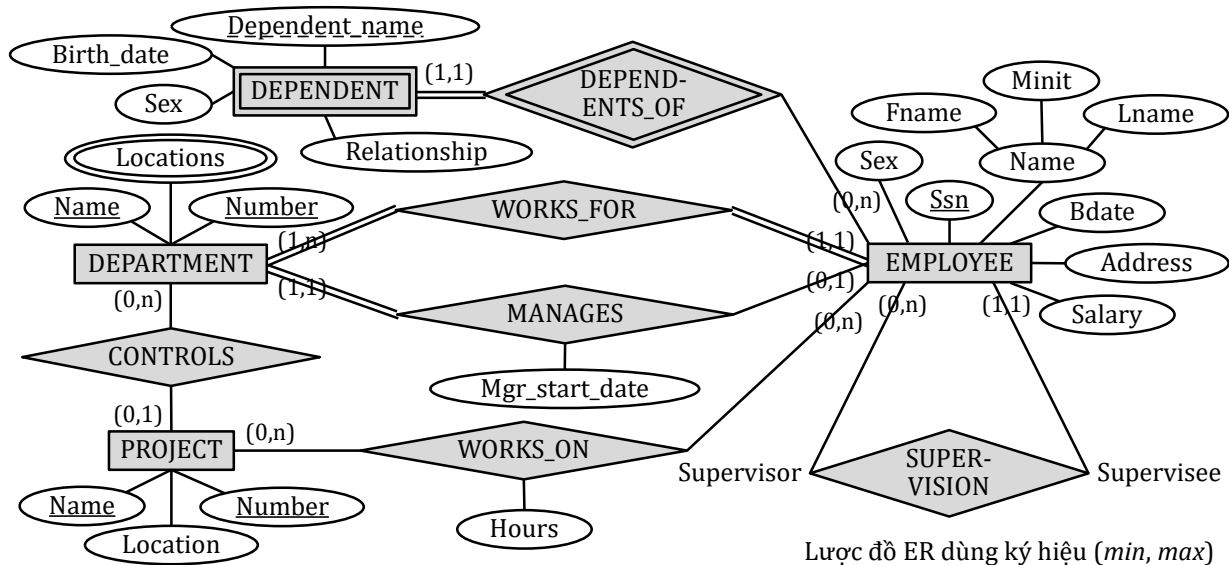 Dependent_name
Birth_date
DEPENDENT
(1,1)
DEPEND-
ENTS_OF
Sex
Relationship
Minit
Fname
Lname
Name
Sex
Ssn
Bdate
Address
Salary
EMPLOYEE
(0,n)
(1,1)
(0,1)
(0,n)
(0,n)
(1,1)
Locations
Name
Number
DEPARTMENT
(1,n)
(1,1)
(0,n)
WORKS_FOR
MANAGES
Mgr_start_date
CONTROLS
(0,1)
PROJECT
(0,n)
Name
Number
Location
WORKS_ON
Hours
Supervisor
SUPER-
VISION
Supervisee
Lược đồ ER dùng ký hiệu (min, max)